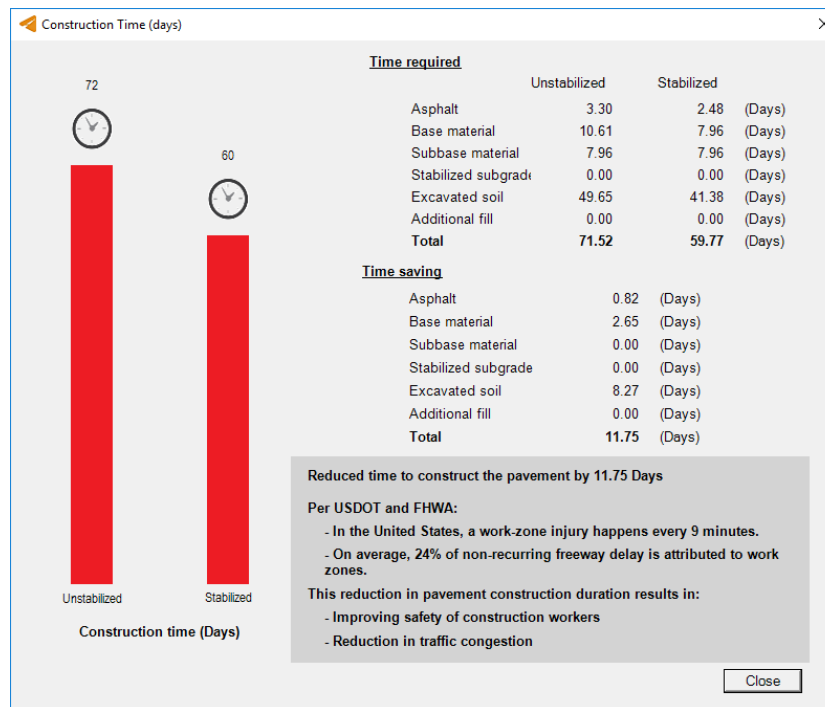 Construction Time (days)
72
60
Unstabilized
Stabilized
Construction time (Days)
Time required
Unstabilized Stabilized
Asphalt 3.30 2.48 (Days)
Base material 10.61 7.96 (Days)
Subbase material 7.96 7.96 (Days)
Stabilized subgrade 0.00 0.00 (Days)
Excavated soil 49.65 41.38 (Days)
Additional fill 0.00 0.00 (Days)
Total 71.52 59.77 (Days)
Time saving
Asphalt 0.82 (Days)
Base material 2.65 (Days)
Subbase material 0.00 (Days)
Stabilized subgrade 0.00 (Days)
Excavated soil 8.27 (Days)
Additional fill 0.00 (Days)
Total 11.75 (Days)
Reduced time to construct the pavement by 11.75 Days
Per USDOT and FHWA:
- In the United States, a work-zone injury happens every 9 minutes.
- On average, 24% of non-recurring freeway delay is attributed to work
zones.
This reduction in pavement construction duration results in:
- Improving safety of construction workers
- Reduction in traffic congestion
Close